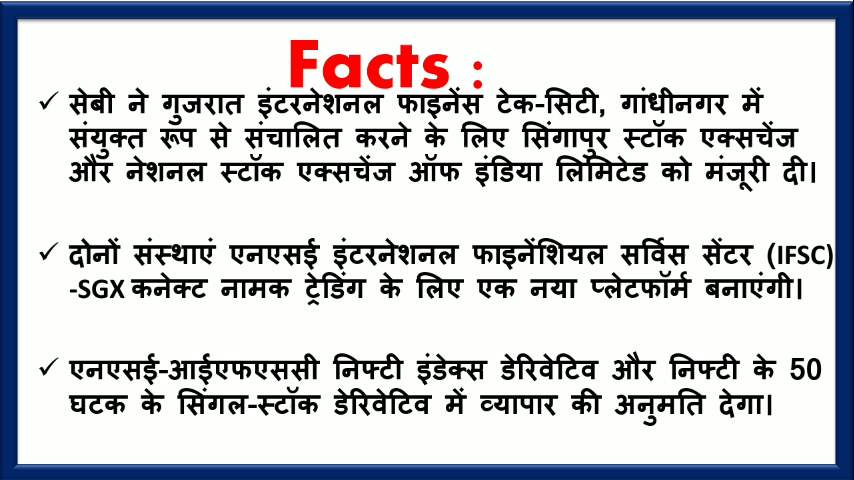 Facts :
✓ सेबी ने गुजरात इंटरनेशनल फाइनेंस टेक-सिटी, गांधीनगर में
संयुक्त रूप से संचालित करने के लिए सिंगापुर स्टॉक एक्सचेंज
और नेशनल स्टॉक एक्सचेंज ऑफ इंडिया लिमिटेड को मंजूरी दी।
✓ दोनों संस्थाएं एनएसई इंटरनेशनल फाइनेंशियल सर्विस सेंटर (IFSC)
-SGX कनेक्ट नामक ट्रेडिंग के लिए एक नया प्लेटफॉर्म बनाएंगी।
✓ एनएसई-आईएफएससी निफ्टी इंडेक्स डेरिवेटिव और निफ्टी के 50
घटक के सिंगल-स्टॉक डेरिवेटिव में व्यापार की अनुमति देगा।